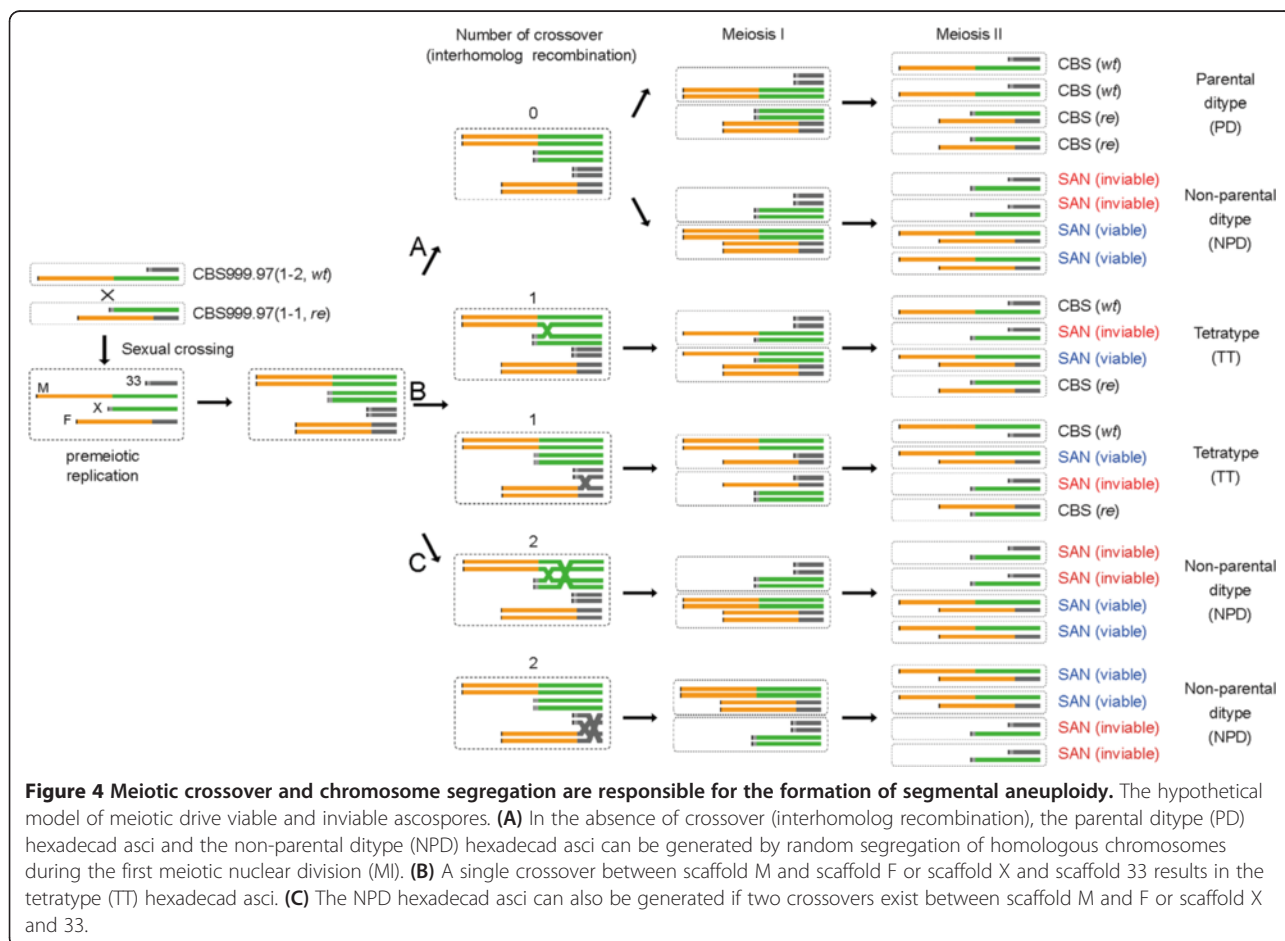 Number of crossover
(interhomolog recombination)
Meiosis I
Meiosis II
0
CBS (wt)
CBS (wt)
CBS (re)
CBS (re)
Parental
ditype
(PD)
A
SAN (inviable)
SAN (inviable)
SAN (viable)
SAN (viable)
Non-parental
ditype
(NPD)
CBS999.97(1-2, wt)
CBS999.97(1-1, re)
Sexual crossing
M
33
X
F
premeiotic
replication
B
1
CBS (wt)
SAN (inviable)
SAN (viable)
CBS (re)
Tetratype
(TT)
1
CBS (wt)
SAN (viable)
SAN (inviable)
CBS (re)
Tetratype
(TT)
C
2
SAN (inviable)
SAN (inviable)
SAN (viable)
SAN (viable)
Non-parental
ditype
(NPD)
2
SAN (viable)
SAN (viable)
SAN (inviable)
SAN (inviable)
Non-parental
ditype
(NPD)
Figure 4 Meiotic crossover and chromosome segregation are responsible for the formation of segmental aneuploidy. The hypothetical
model of meiotic drive viable and inviable ascospores. (A) In the absence of crossover (interhomolog recombination), the parental ditype (PD)
hexadecad asci and the non-parental ditype (NPD) hexadecad asci can be generated by random segregation of homologous chromosomes
during the first meiotic nuclear division (MI). (B) A single crossover between scaffold M and scaffold F or scaffold X and scaffold 33 results in the
tetratype (TT) hexadecad asci. (C) The NPD hexadecad asci can also be generated if two crossovers exist between scaffold M and F or scaffold X
and 33.